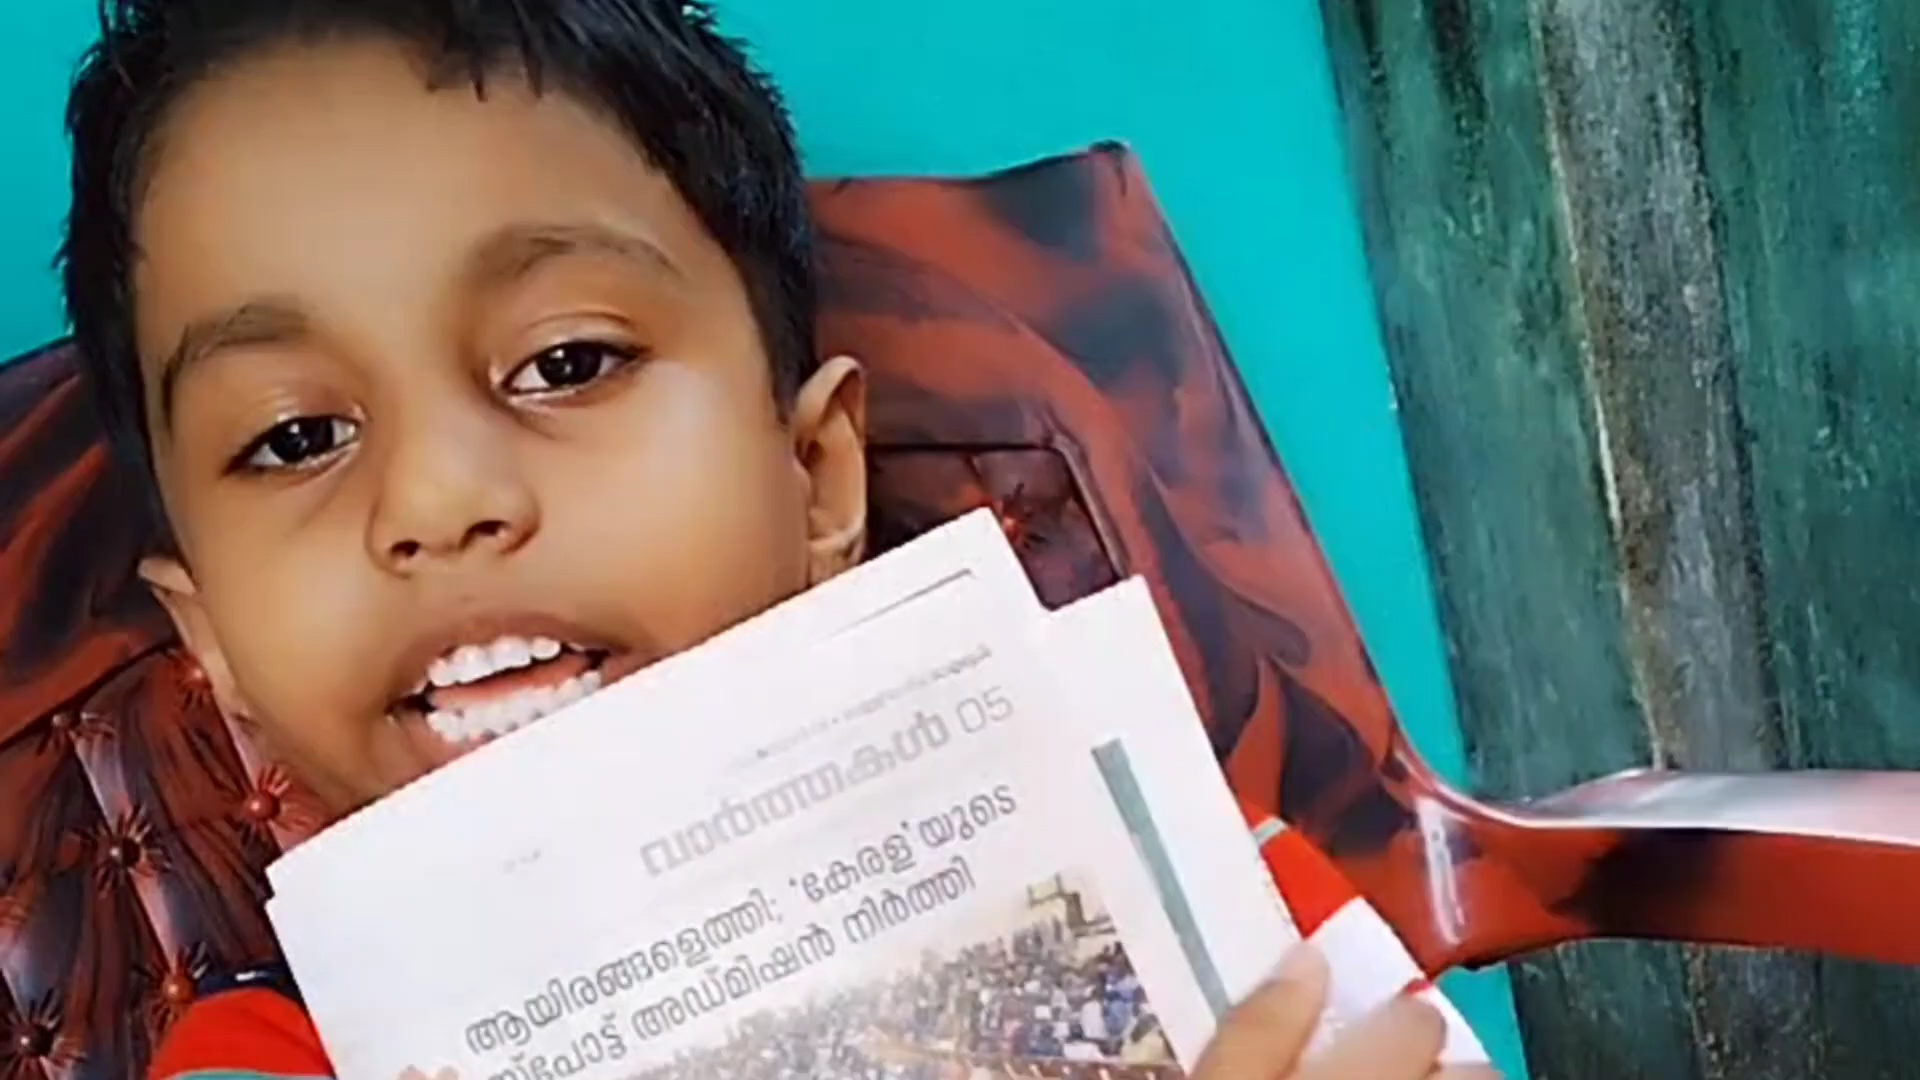 വാർത്തകൾ 05
ആയിരങ്ങളെത്തി; 'കേരള'യുടെ
സ്പോട്ട് അഡ്മിഷൻ നിർത്തി